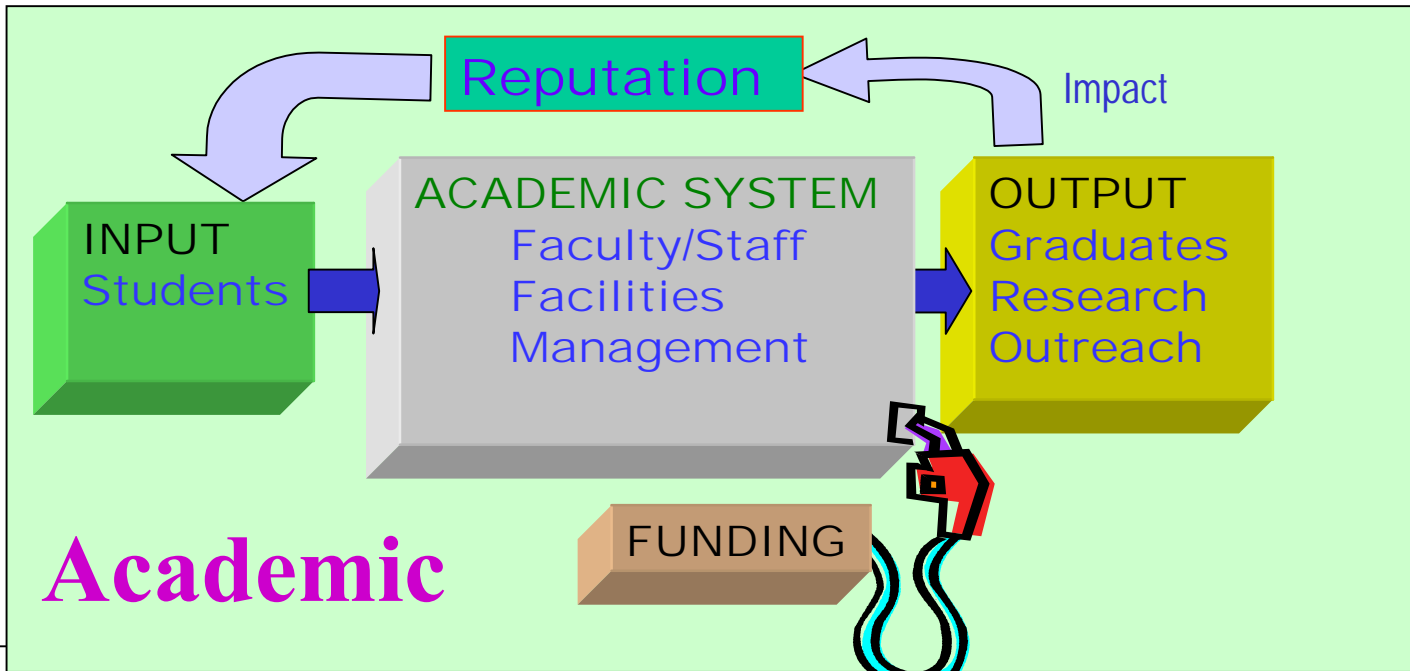 Reputation
Impact
INPUT
Students
ACADEMIC SYSTEM
Faculty/Staff
Facilities
Management
OUTPUT
Graduates
Research
Outreach
FUNDING
Academic